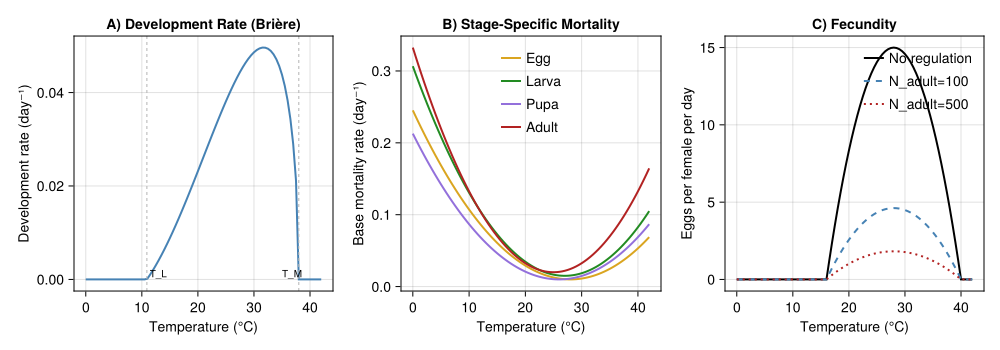 A) Development Rate (Brière)
Development rate (day⁻¹)
0.04
0.02
0.00
T_L
T_M
0
10
20
30
40
Temperature (°C)
B) Stage-Specific Mortality
Base mortality rate (day⁻¹)
0.3
0.2
0.1
0.0
Egg
Larva
Pupa
Adult
0
10
20
30
40
Temperature (°C)
C) Fecundity
Eggs per female per day
15
10
5
0
No regulation
N_adult=100
N_adult=500
0
10
20
30
40
Temperature (°C)